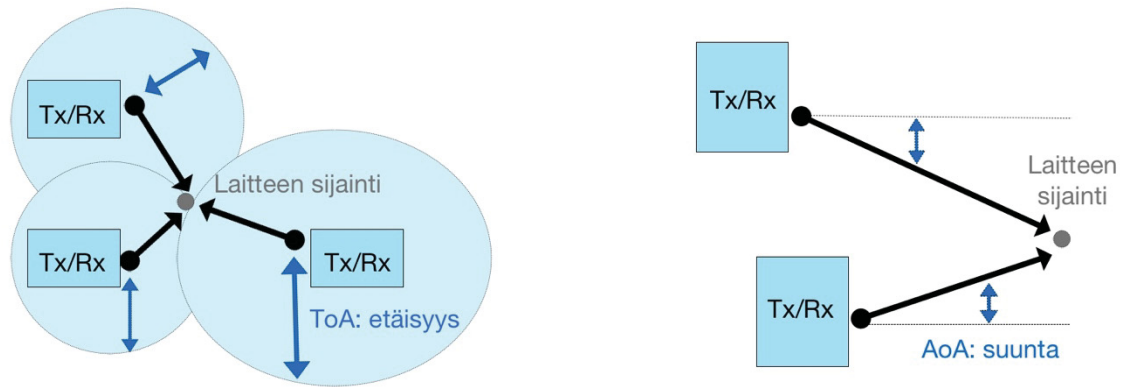 Tx/Rx
Laitteen sijainti
Tx/Rx
Tx/Rx
ToA: etäisyys
Tx/Rx
Laitteen
sijainti
Tx/Rx
AoA: suunta